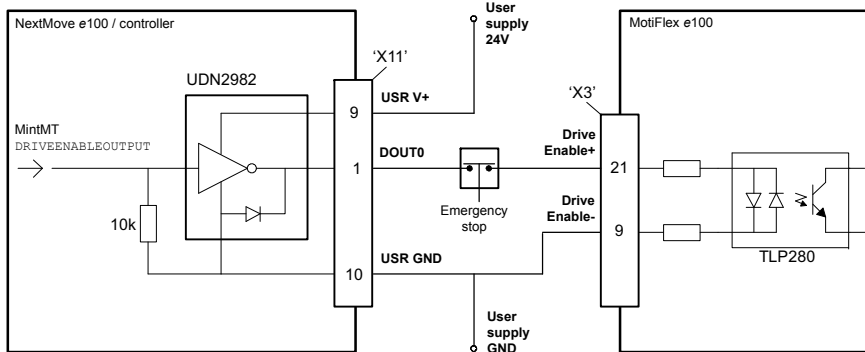 NextMove e100 / controller
User
supply
24V
MotiFlex e100
'X11'
UDN2982
'X3'
USR V+
9
MintMT
DRIVEENABLEOUTPUT
DOUT0
1
Drive
Enable+
21
Emergency
stop
Drive
Enable-
9
10k
TLP280
USR GND
10
User
supply
GND